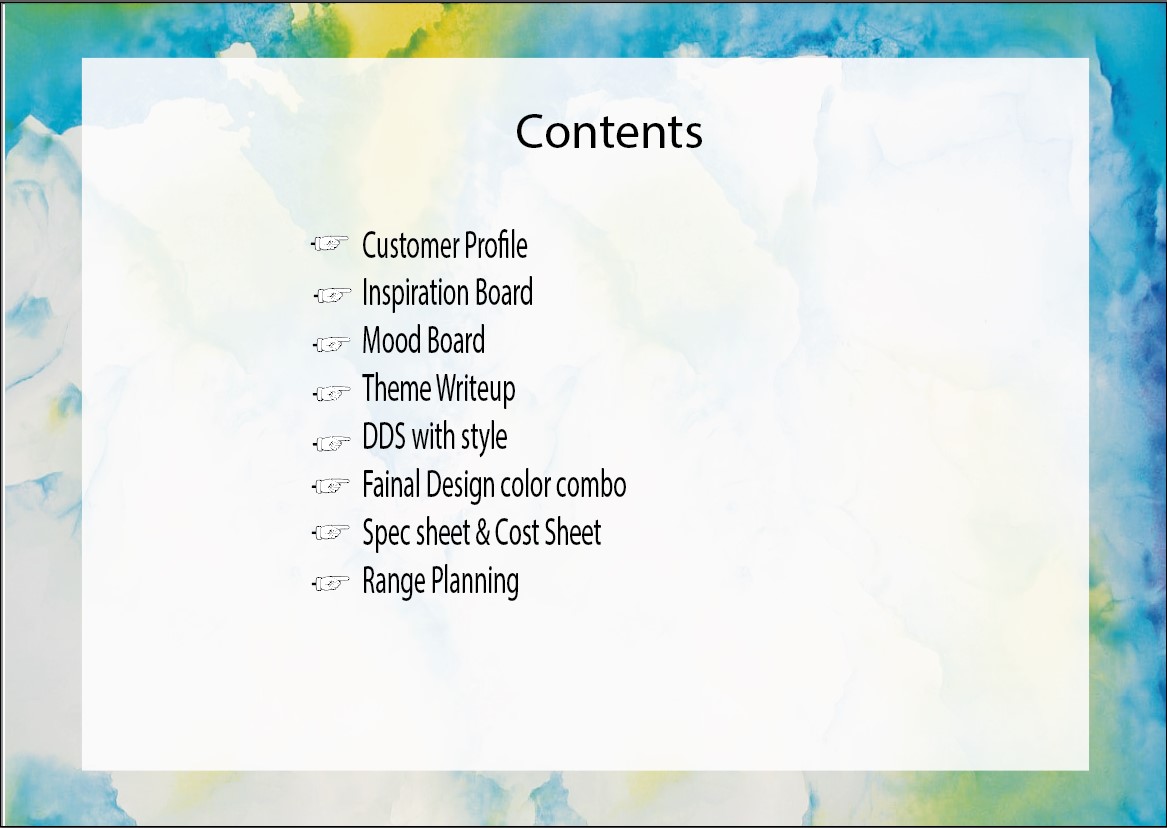 Contents
Customer Profile
Inspiration Board
Mood Board
Theme Writeup
DDS with style
Fainal Design color combo
Spec sheet & Cost Sheet
Range Planning